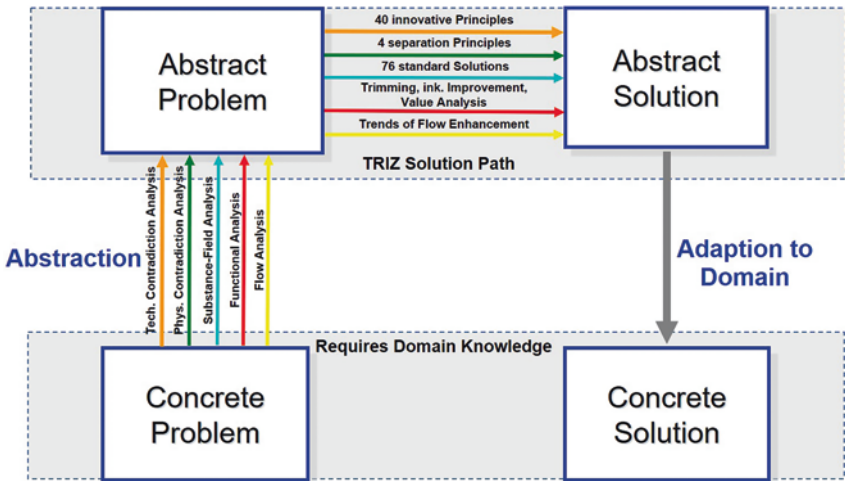 40 innovative Principles
4 separation Principles
76 standard Solutions
Trimming, ink. Improvement,
Value Analysis
Trends of Flow Enhancement
Abstract
Problem
Abstract
Solution
TRIZ Solution Path
Abstraction
Tech. Contradiction Analysis
Phys. Contradiction Analysis
Substance-Field Analysis
Functional Analysis
Flow Analysis
Adaption to
Domain
Requires Domain Knowledge
Concrete
Problem
Concrete
Solution